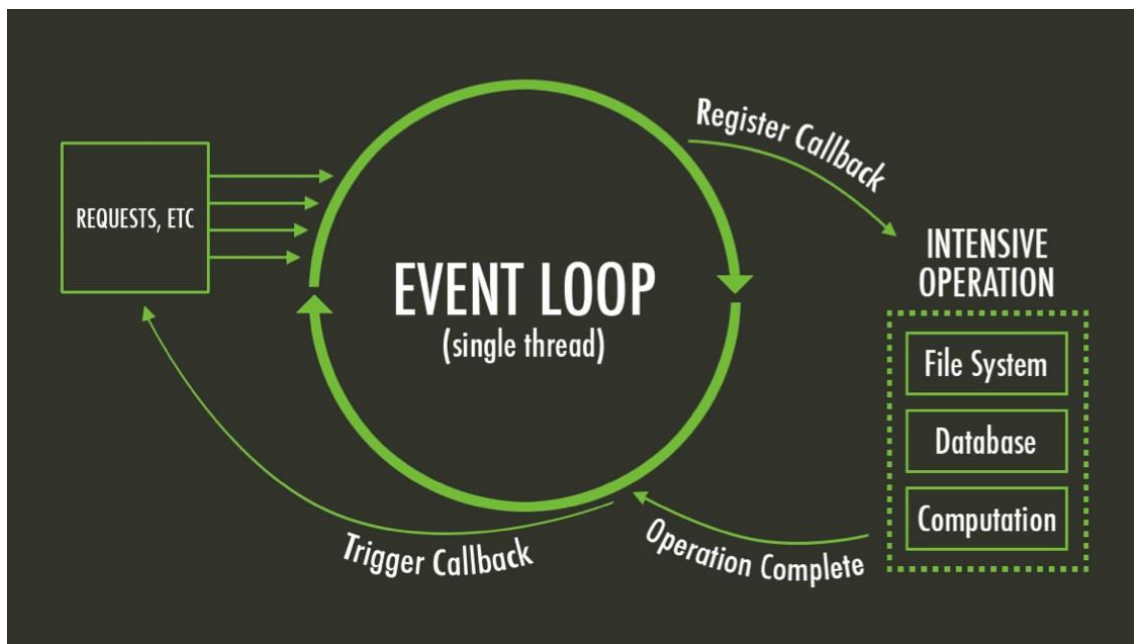 REQUESTS, ETC
EVENT LOOP
(single thread)
Register Callback
INTENSIVE
OPERATION
File System
Database
Computation
Operation Complete
Trigger Callback